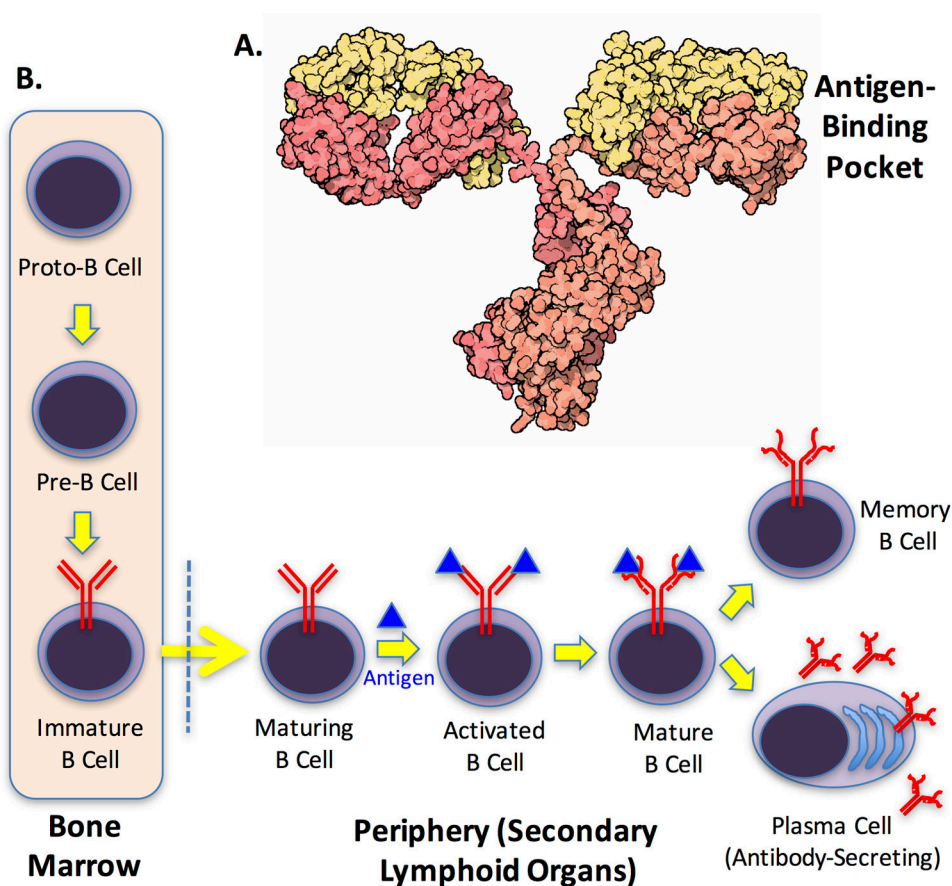 A.
Antigen-
Binding
Pocket
B.
Proto-B Cell
Pre-B Cell
Immature
B Cell
Bone
Marrow
Maturing
B Cell
Antigen
Activated
B Cell
Mature
B Cell
Memory
B Cell
Plasma Cell
(Antibody-Secreting)
Periphery (Secondary
Lymphoid Organs)